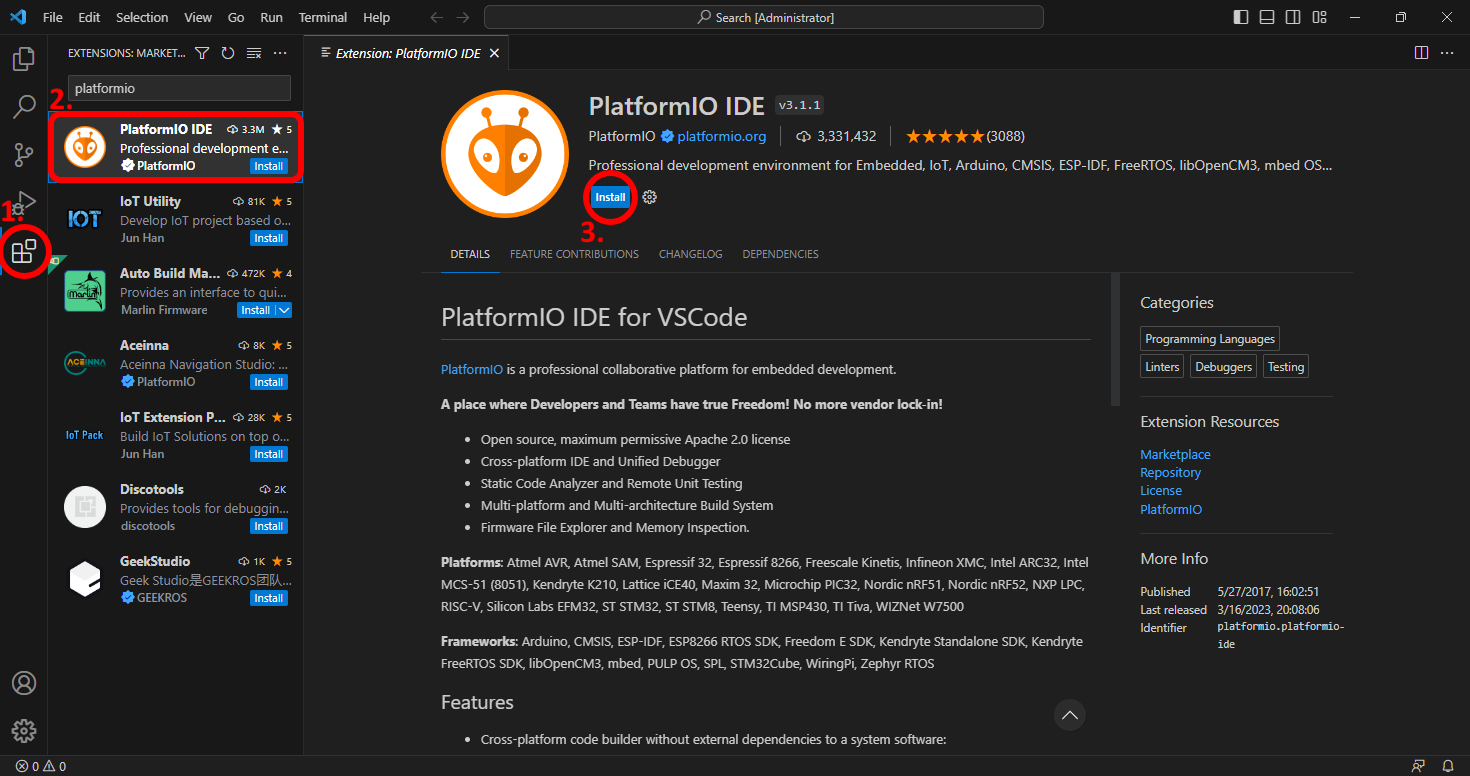 File Edit Selection View Go Run Terminal Help
Search [Administrator]
EXTENSIONS: MARKET...
Extension: PlatformIO IDE
platformio
1.
2.
3.
PlatformIO IDE 3.3M 5
Professional development e...
PlatformIO Install
IoT Utility 81K 5
Develop IoT project based o...
Jun Han Install
IOT
Auto Build Ma... 472K 4
Provides an interface to qui...
Marlin Firmware Install
Marlin
Aceinna 8K 5
Aceinna Navigation Studio: ...
PlatformIO Install
ACEINNA
IoT Extension P... 28K 5
Build IoT Solutions on top o...
Jun Han Install
IoT Pack
Discotools 2K
Provides tools for debuggin...
discotools Install
GeekStudio 1K 5
Geek Studio是GEEKROS团队...
GEEKROS Install
PlatformIO IDE v3.1.1
PlatformIO platformio.org 3,331,432 (3088)
Professional development environment for Embedded, IoT, Arduino, CMSIS, ESP-IDF, FreeRTOS, libOpenCM3, mbed OS...
Install
DETAILS FEATURE CONTRIBUTIONS CHANGELOG DEPENDENCIES
PlatformIO IDE for VSCode
PlatformIO is a professional collaborative platform for embedded development.
A place where Developers and Teams have true Freedom! No more vendor lock-in!
• Open source, maximum permissive Apache 2.0 license
• Cross-platform IDE and Unified Debugger
• Static Code Analyzer and Remote Unit Testing
• Multi-platform and Multi-architecture Build System
• Firmware File Explorer and Memory Inspection.
Platforms: Atmel AVR, Atmel SAM, Espressif 32, Espressif 8266, Freescale Kinetis, Infineon XMC, Intel ARC32, Intel
MCS-51 (8051), Kendryte K210, Lattice iCE40, Maxim 32, Microchip PIC32, Nordic nRF51, Nordic nRF52, NXP LPC,
RISC-V, Silicon Labs EFM32, ST STM32, ST STM8, Teensy, TI MSP430, TI Tiva, WIZNet W7500
Frameworks: Arduino, CMSIS, ESP-IDF, ESP8266 RTOS SDK, Freedom E SDK, Kendryte Standalone SDK, Kendryte
FreeRTOS SDK, libOpenCM3, mbed, PULP OS, SPL, STM32Cube, WiringPi, Zephyr RTOS
Features
• Cross-platform code builder without external dependencies to a system software:
Categories
Programming Languages
Linters Debuggers Testing
Extension Resources
Marketplace
Repository
License
PlatformIO
More Info
Published 5/27/2017, 16:02:51
Last released 3/16/2023, 20:08:06
Identifier platformio.platformio-
ide
0 0